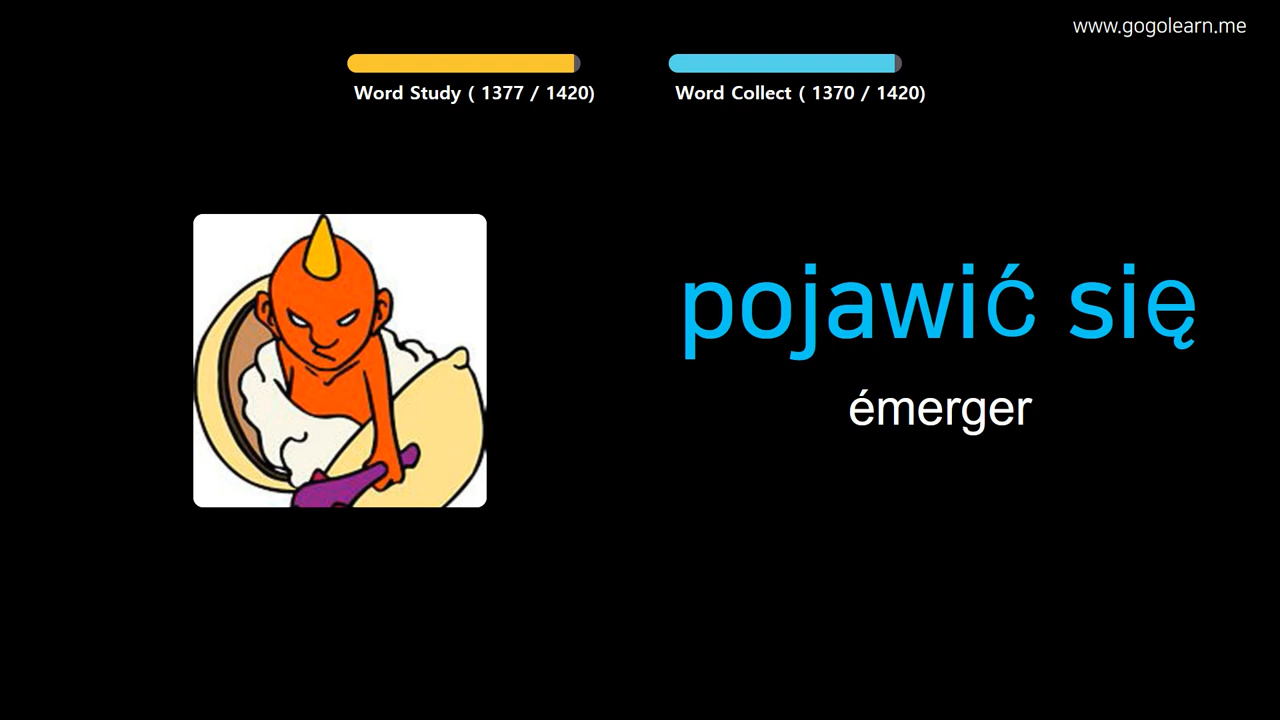 www.gogolearn.me
Word Study ( 1377 / 1420)
Word Collect ( 1370 / 1420)
pojawić się
émerger